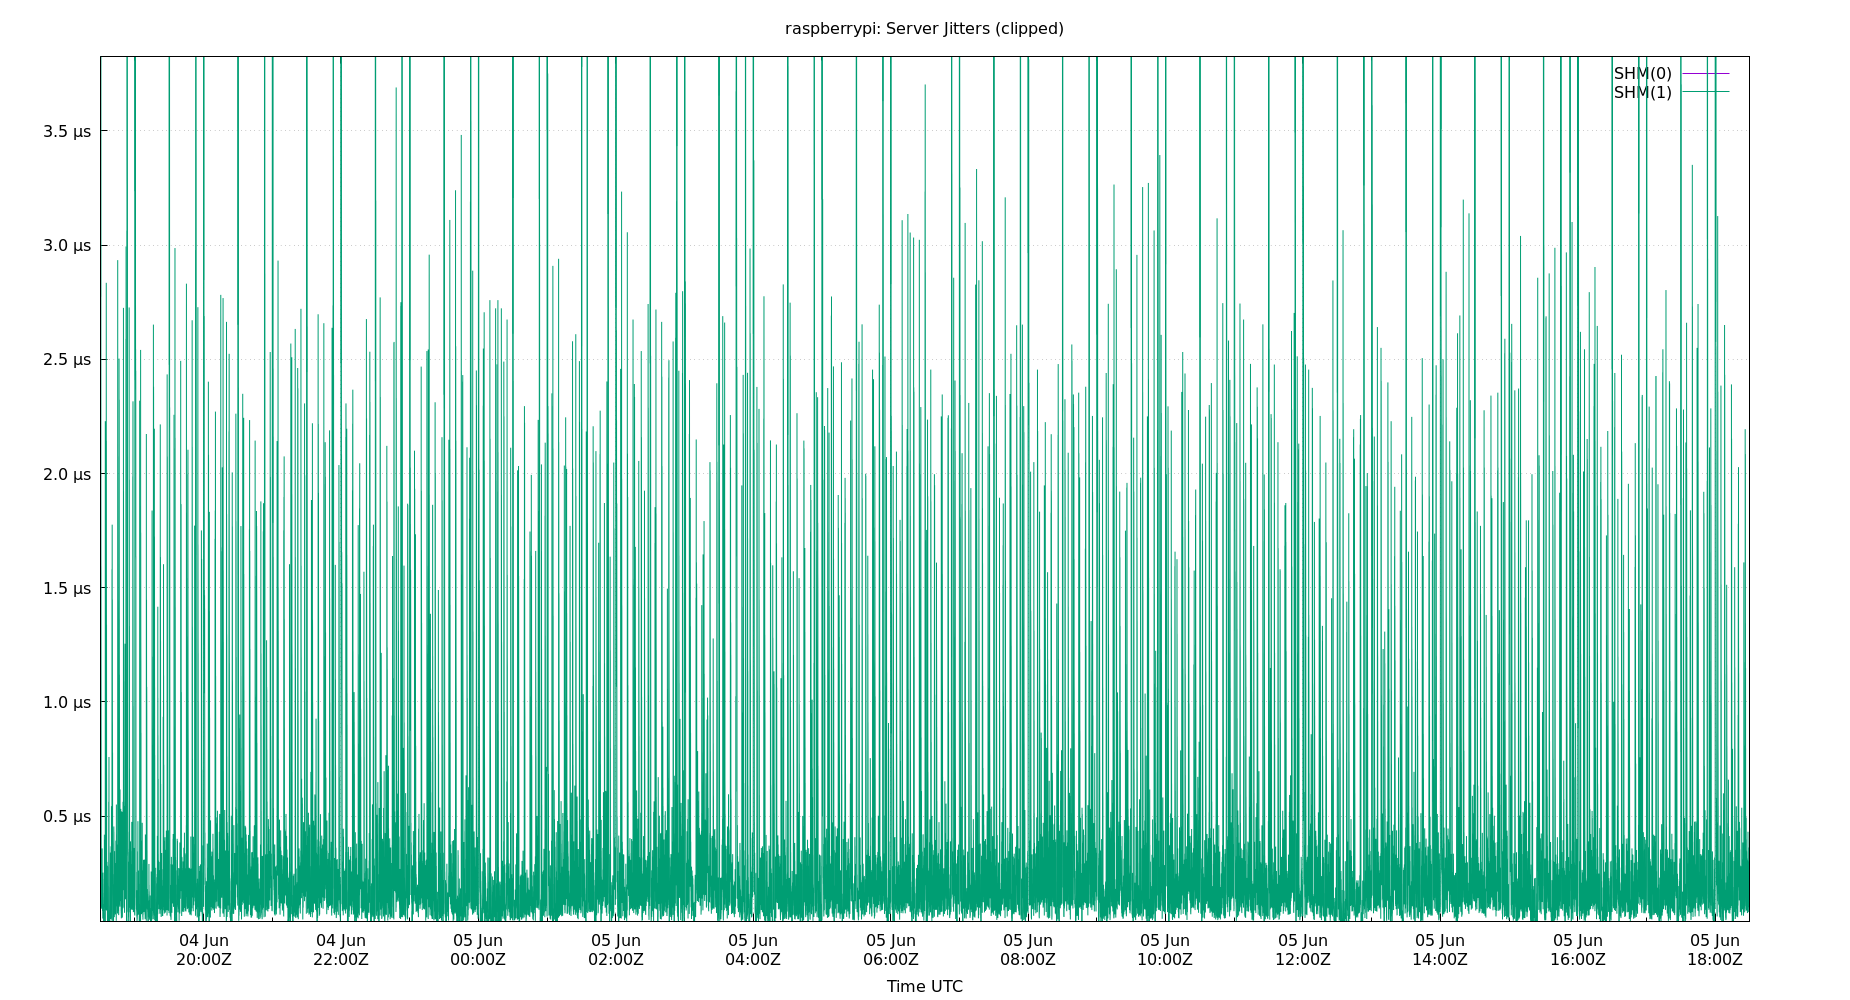 raspberrypi: Server Jitters (clipped)
SHM(0)
SHM(1)
3.5 µs
3.0 µs
2.5 µs
2.0 µs
1.5 µs
1.0 µs
0.5 µs
04 Jun 04 Jun 05 Jun 05 Jun 05 Jun 05 Jun 05 Jun 05 Jun 05 Jun 05 Jun 05 Jun 05 Jun
20:00Z 22:00Z 00:00Z 02:00Z 04:00Z 06:00Z 08:00Z 10:00Z 12:00Z 14:00Z 16:00Z 18:00Z
Time UTC